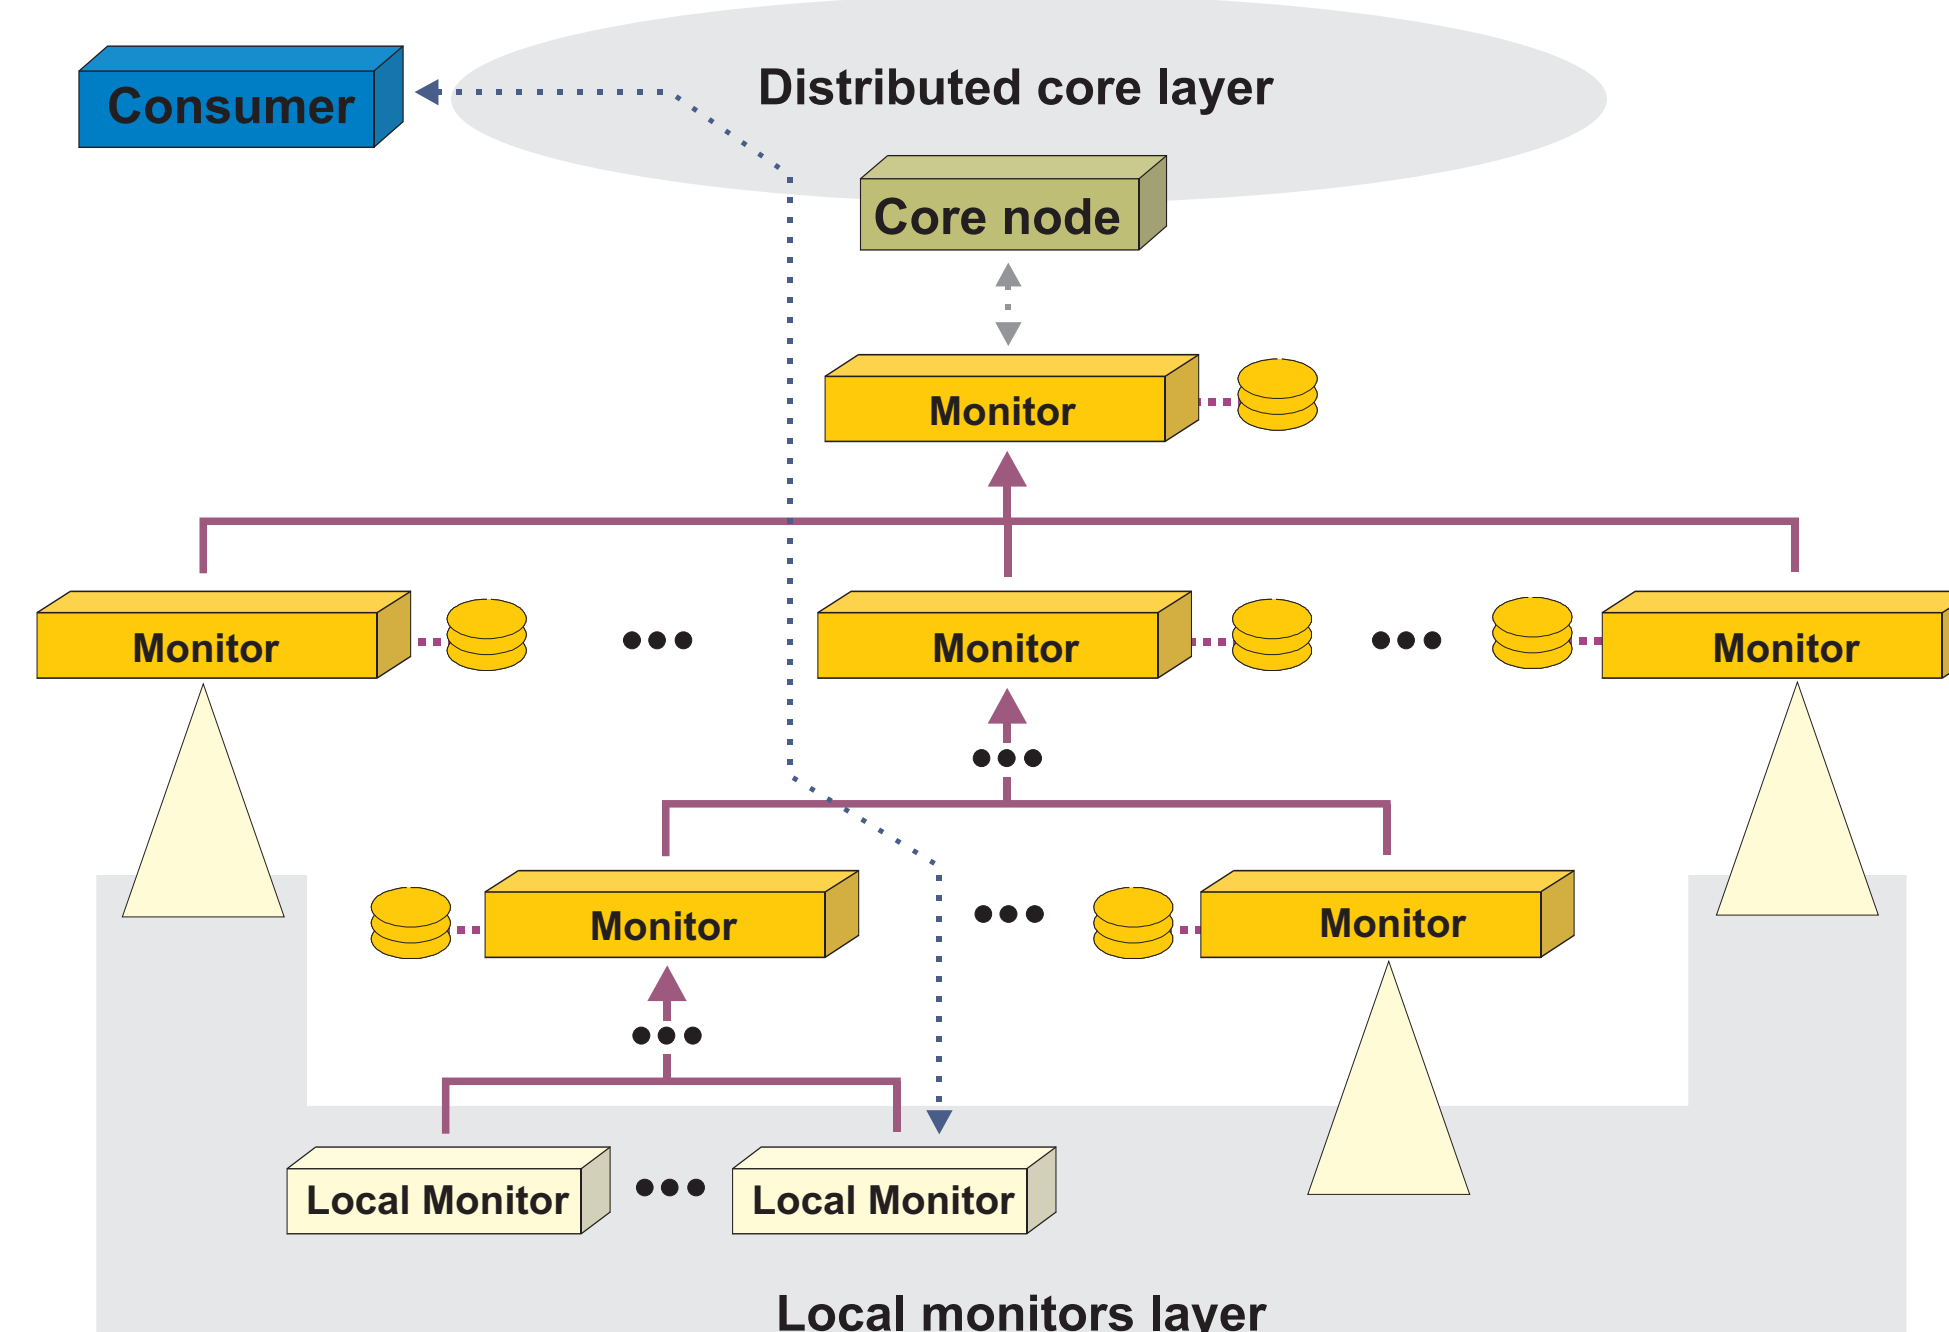 Distributed core layer
Consumer
Core node
Monitor
Monitor
Monitor
Monitor
Monitor
Monitor
Local Monitor
Local Monitor
Local monitors layer